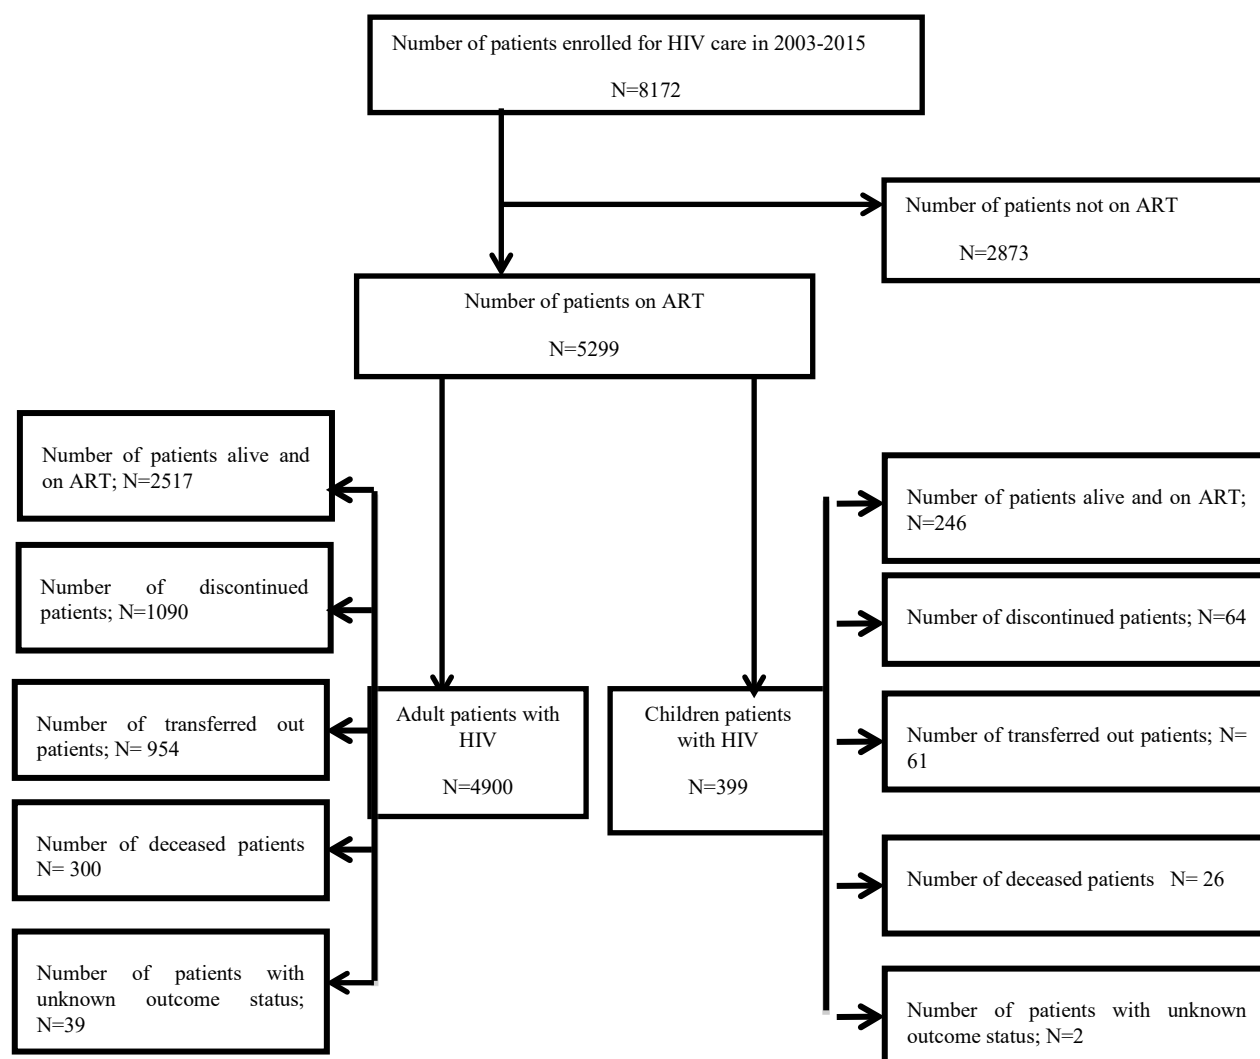 Number of patients enrolled for HIV care in 2003-2015
N=8172
Number of patients not on ART
N=2873
Number of patients on ART
N=5299
Number of patients alive and
on ART; N=2517
Number of discontinued
patients; N=1090
Number of transferred out
patients; N= 954
Number of deceased patients
N= 300
Number of patients with
unknown outcome status;
N=39
Adult patients with
HIV
N=4900
Children patients
with HIV
N=399
Number of patients alive and on ART;
N=246
Number of discontinued patients; N=64
Number of transferred out patients; N=
61
Number of deceased patients N= 26
Number of patients with unknown
outcome status; N=2